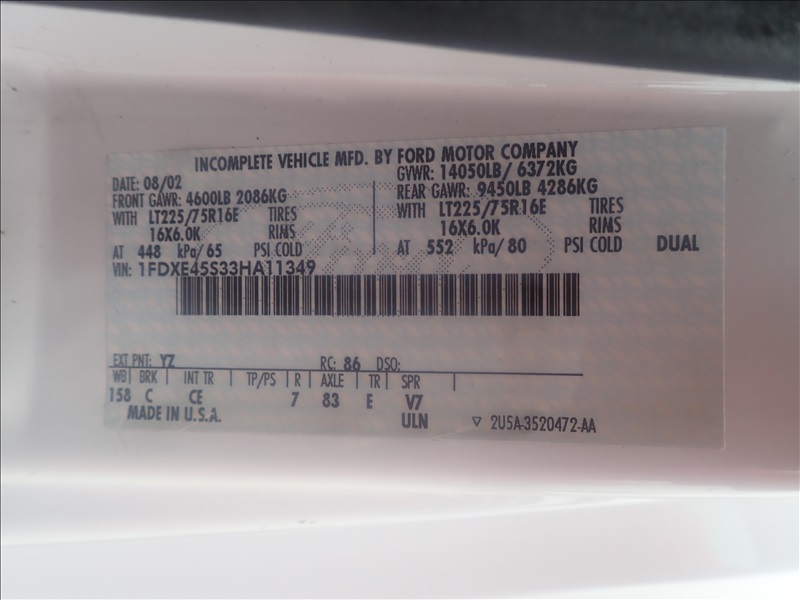 INCOMPLETE VEHICLE MFD. BY FORD MOTOR COMPANY
DATE: 08/02 GVWR: 14050LB/ 6372KG
FRONT GAWR: 4600LB 2086KG REAR GAWR: 9450LB 4286KG
WITH LT225/75R16E TIRES WITH LT225/75R16E TIRES
16X6.0K RIMS 16X6.0K RIMS
AT 448 kPa/ 65 PSI COLD AT 552 kPa/ 80 PSI COLD DUAL
VIN: 1FDXE45S33HA11349
EXT PNT: YZ RC: 86 DSO:
WB BRK INT TR TP/PS R AXLE TR SPR
158 C CE 7 83 E V7
MADE IN U.S.A. ULN ▽ 2U5A-3520472-AA